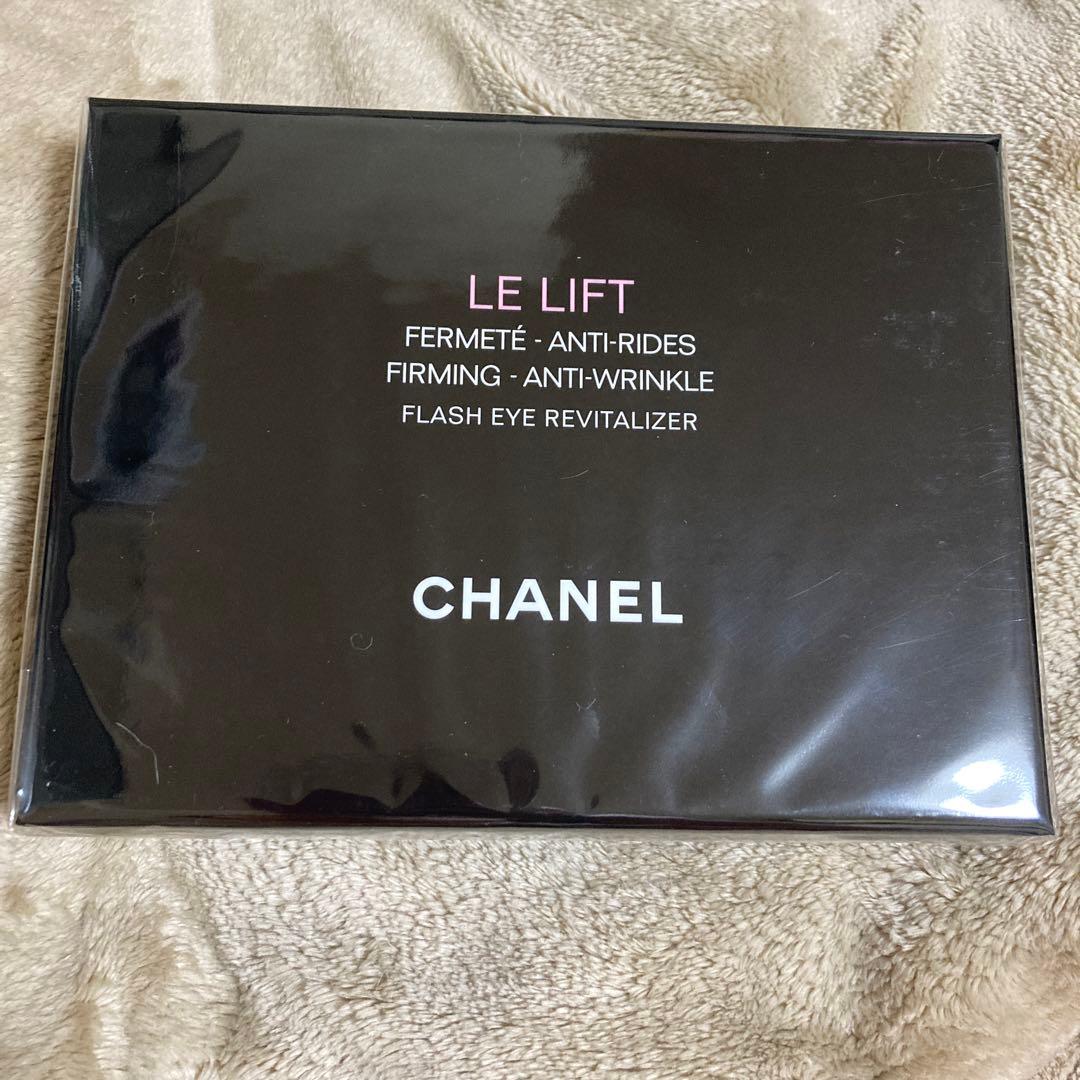 LE LIFT
FERMETÉ - ANTI-RIDES
FIRMING - ANTI-WRINKLE
FLASH EYE REVITALIZER
CHANEL